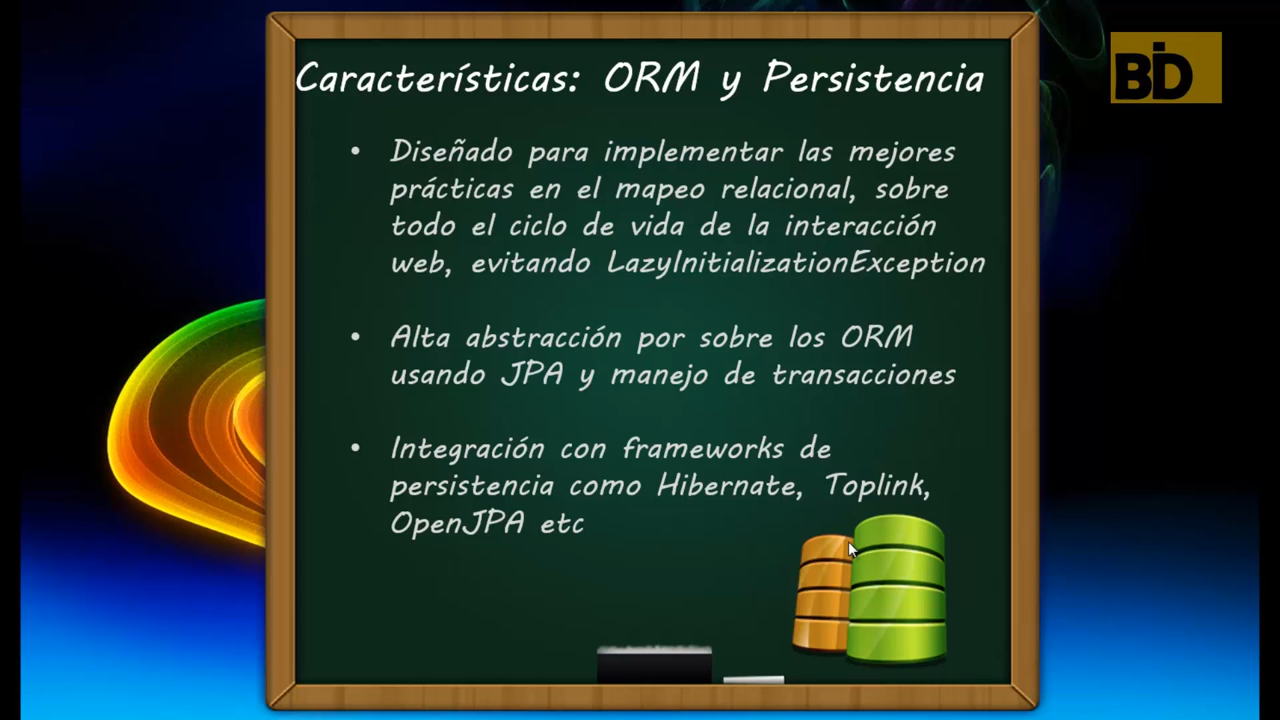 Características: ORM y Persistencia
BID
• Diseñado para implementar las mejores
prácticas en el mapeo relacional, sobre
todo el ciclo de vida de la interacción
web, evitando LazyInitializationException
• Alta abstracción por sobre los ORM
usando JPA y manejo de transacciones
• Integración con frameworks de
persistencia como Hibernate, Toplink,
OpenJPA etc